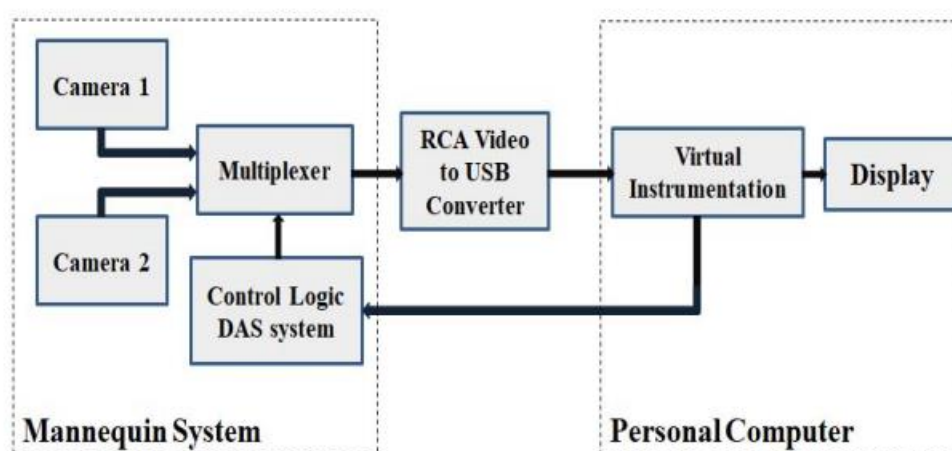 Camera 1
Camera 2
Multiplexer
Control Logic
DAS system
Mannequin System
RCA Video
to USB
Converter
Virtual
Instrumentation
Display
Personal Computer